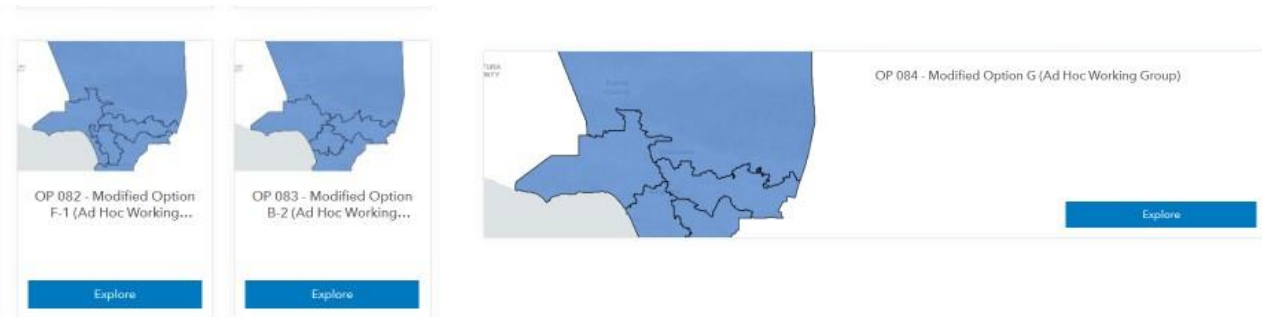 OP 082 - Modified Option
F-1 (Ad Hoc Working...
Explore
OP 083 - Modified Option
B-2 (Ad Hoc Working...
Explore
OP 084 - Modified Option G (Ad Hoc Working Group)
Explore